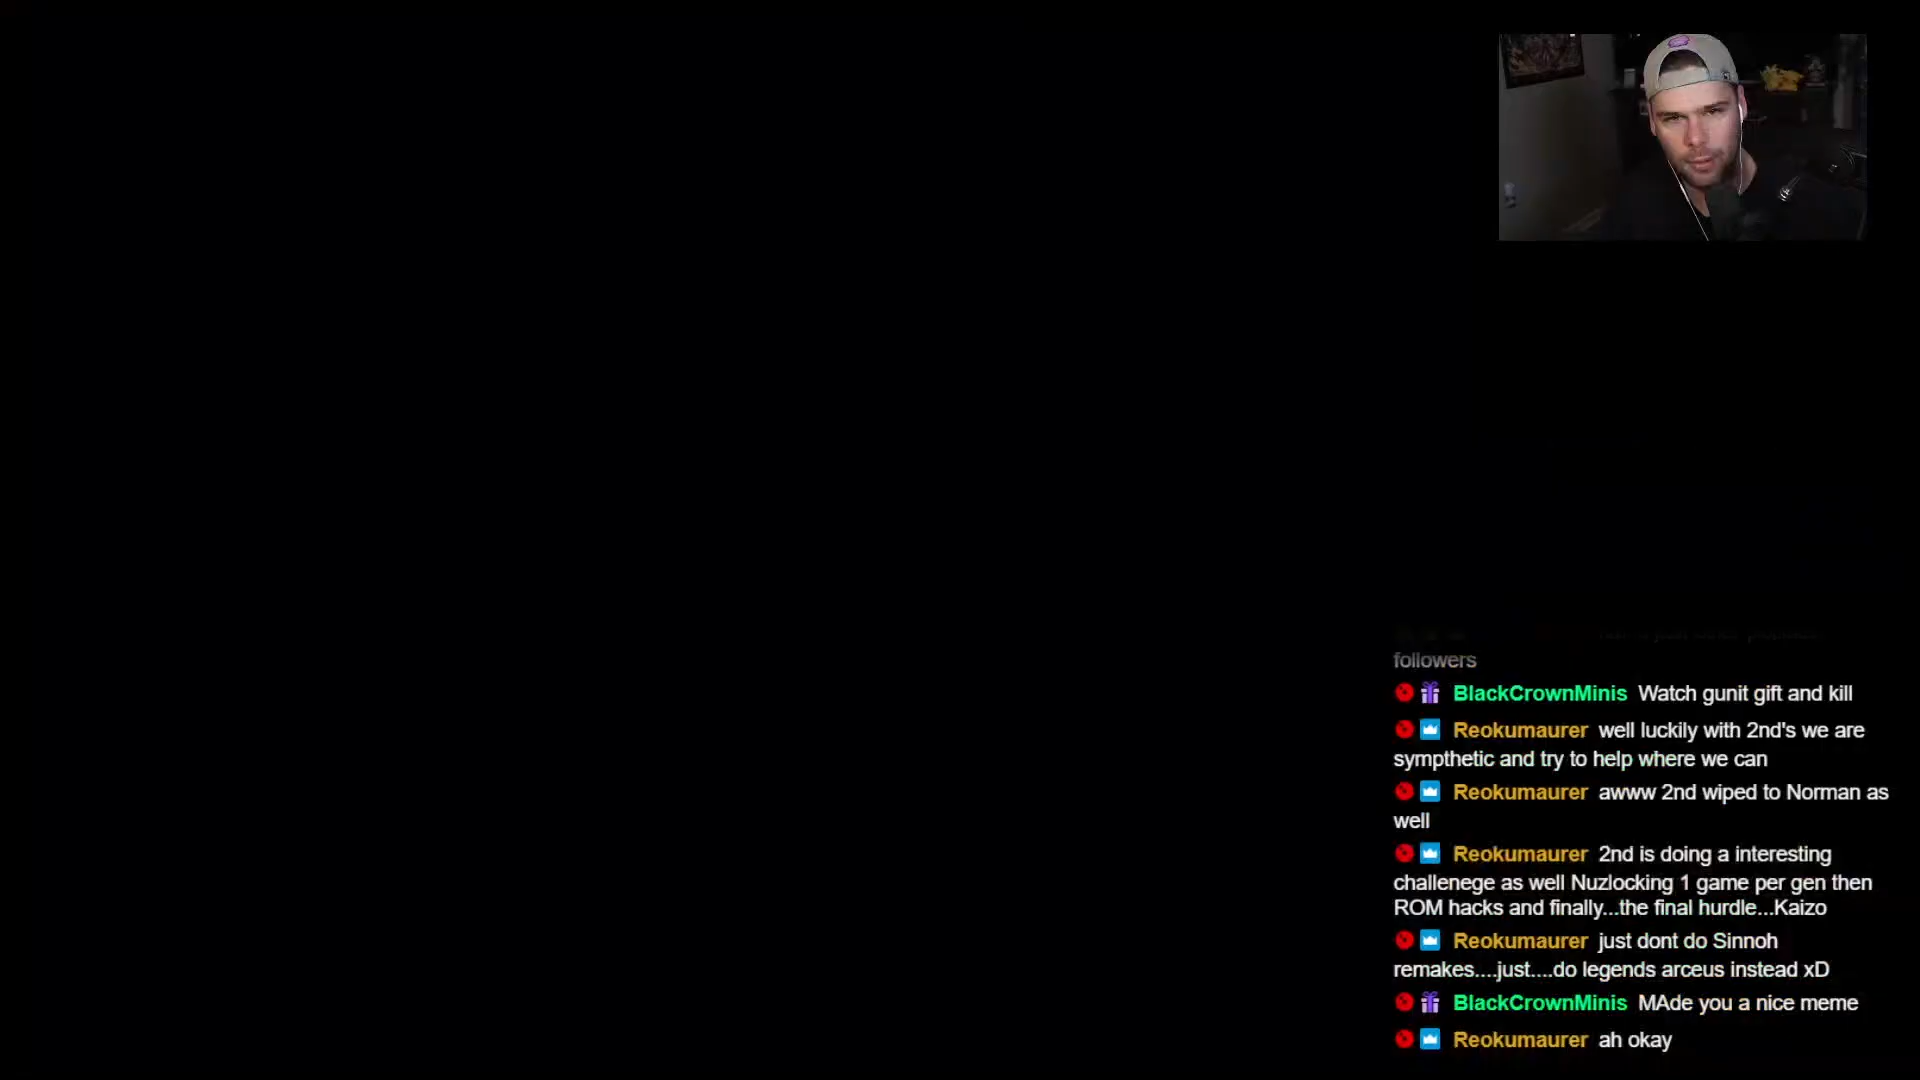 followers
BlackCrownMinis Watch gunit gift and kill
Reokumaurer well luckily with 2nd's we are
sympthetic and try to help where we can
Reokumaurer awww 2nd wiped to Norman as
well
Reokumaurer 2nd is doing a interesting
challenege as well Nuzlocking 1 game per gen then
ROM hacks and finally...the final hurdle...Kaizo
Reokumaurer just dont do Sinnoh
remakes....just....do legends arceus instead xD
BlackCrownMinis MAde you a nice meme
Reokumaurer ah okay